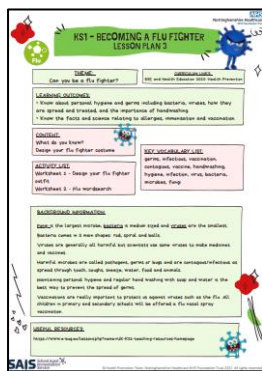 NHS
Nottinghamshire Healthcare
NHS Foundation Trust
Flu
KS1 - BECOMING A FLU FIGHTER
LESSON PLAN 3
THEME:
Can you be a flu fighter?
CURRICULUM LINKS:
RSE and Health Education 2020: Health Prevention
LEARNING OUTCOMES:
• Know about personal hygiene and germs including bacteria, viruses, how they are spread and treated, and the importance of handwashing
• Know the facts and science relating to allergies, immunisation and vaccination.
CONTENT:
What do you know?
Design your flu fighter costume
ACTIVITY LIST:
Worksheet 1 - Design your flu fighter outfit
Worksheet 2 - Flu wordsearch
KEY VOCABULARY LIST:
germs, infectious, vaccination, contagious, vaccine, handwashing, hygiene, infection, virus, bacteria, microbes, fungi
BACKGROUND INFORMATION:
is the largest microbe, bacteria is medium sized and viruses are the smallest.
Bacteria comes in 3 main shapes: rod, spiral and balls.
Viruses are generally all harmful but scientists use some viruses to make medicines and vaccines.
Harmful microbes are called pathogens, germs or bugs and are contagious/infectious as spread through touch, coughs, sneeze, water, food and animals.
Maintaining personal hygiene and regular hand washing with soap and water is the best way to prevent the spread of germs.
Vaccinations are really important to protect us against viruses such as the flu. All children in primary and secondary schools will be offered a flu nasal spray vaccination.
USEFUL RESOURCES:
SAIS